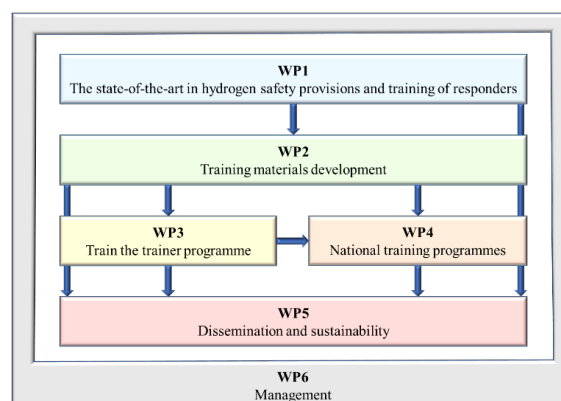 WP1
The state-of-the-art in hydrogen safety provisions and training of responders
WP2
Training materials development
WP3
Train the trainer programme
WP4
National training programmes
WP5
Dissemination and sustainability
WP6
Management